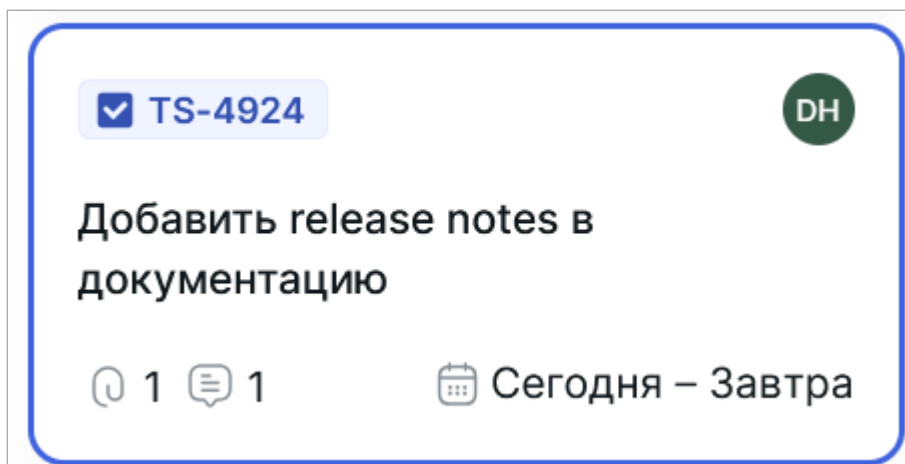 TS-4924
DH
Добавить release notes в
документацию
1 1 Сегодня – Завтра